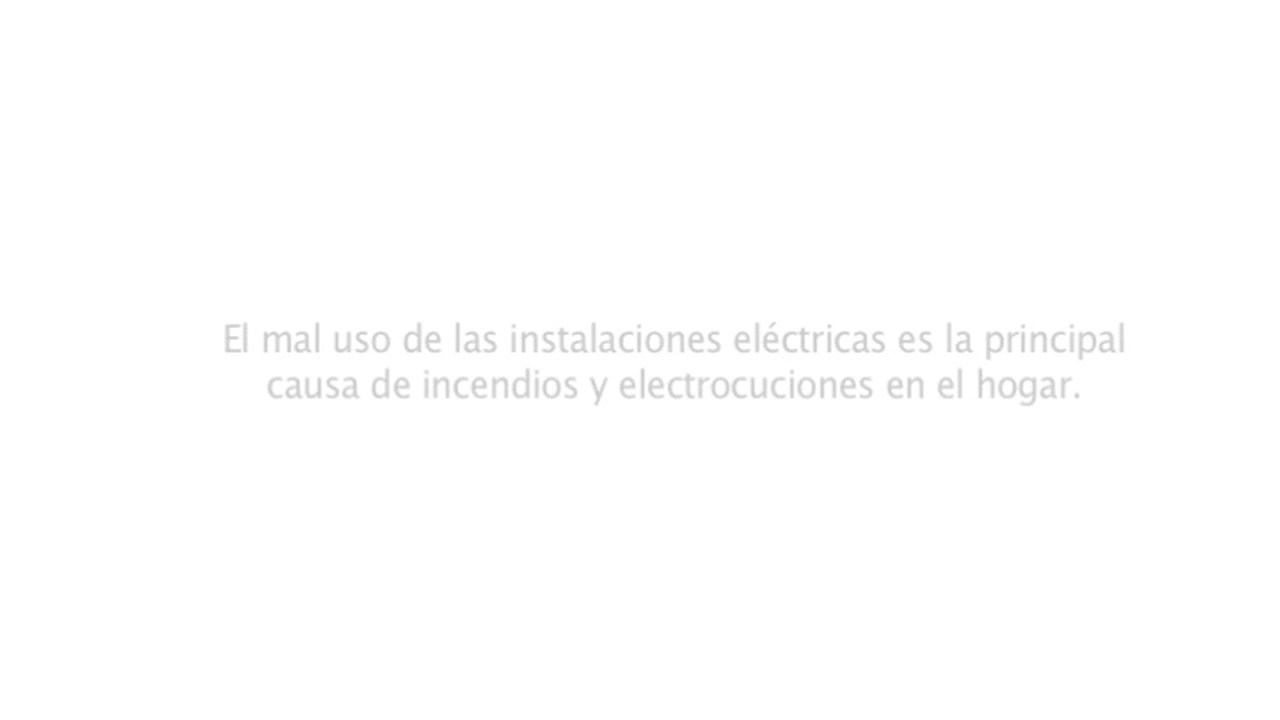 El mal uso de las instalaciones eléctricas es la principal
causa de incendios y electrocuciones en el hogar.